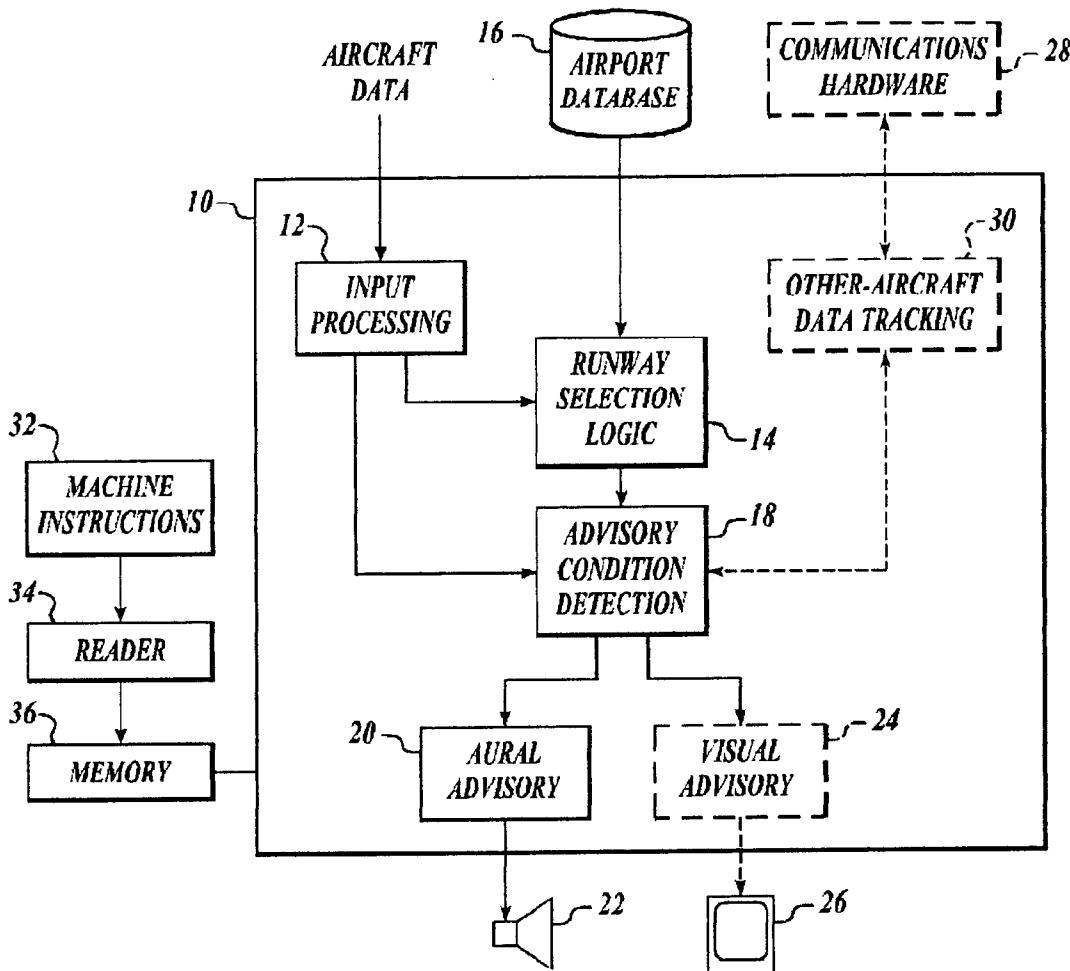 AIRCRAFT
DATA
16
AIRPORT
DATABASE
COMMUNICATIONS
HARDWARE
28
10
12
INPUT
PROCESSING
30
OTHER-AIRCRAFT
DATA TRACKING
RUNWAY
SELECTION
LOGIC
14
32
MACHINE
INSTRUCTIONS
18
ADVISORY
CONDITION
DETECTION
34
READER
36
MEMORY
20
AURAL
ADVISORY
24
VISUAL
ADVISORY
22
26